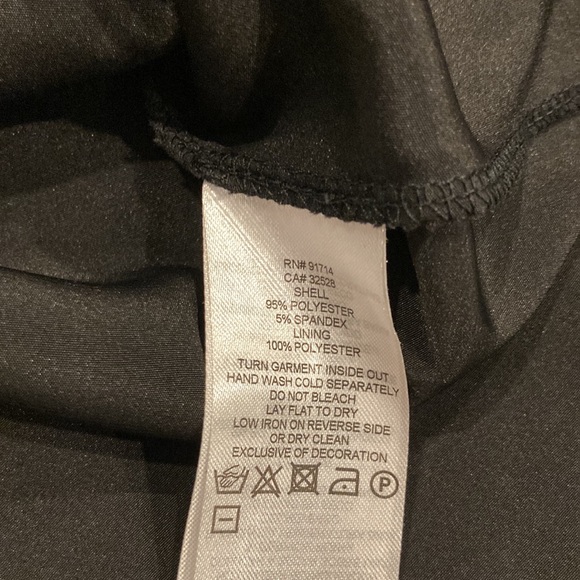 RN# 91714
CA# 32528
SHELL
95% POLYESTER
5% SPANDEX
LINING
100% POLYESTER
TURN GARMENT INSIDE OUT
HAND WASH COLD SEPARATELY
DO NOT BLEACH
LAY FLAT TO DRY
LOW IRON ON REVERSE SIDE
OR DRY CLEAN
EXCLUSIVE OF DECORATION
P